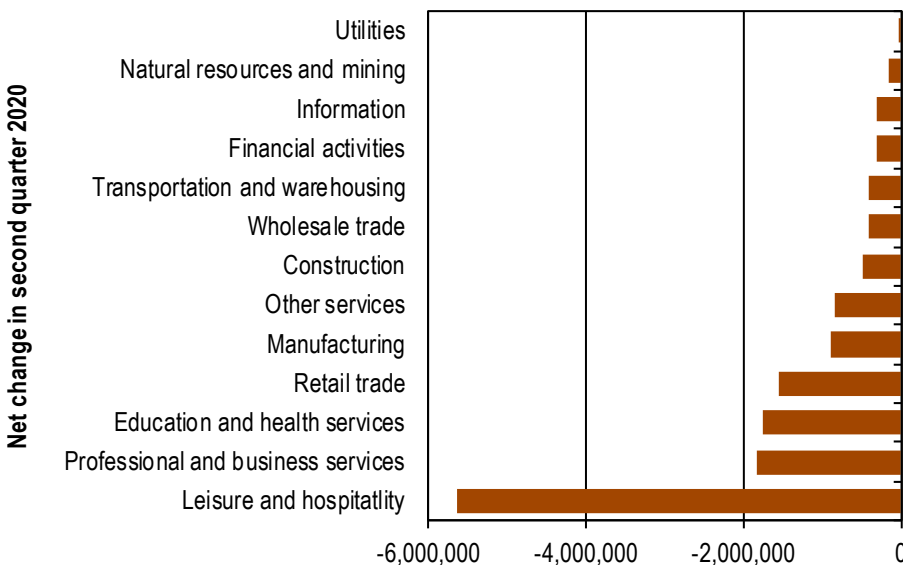 Net change in second quarter 2020
Utilities
Natural resources and mining
Information
Financial activities
Transportation and warehousing
Wholesale trade
Construction
Other services
Manufacturing
Retail trade
Education and health services
Professional and business services
Leisure and hospitatlity
-6,000,000 -4,000,000 -2,000,000 0